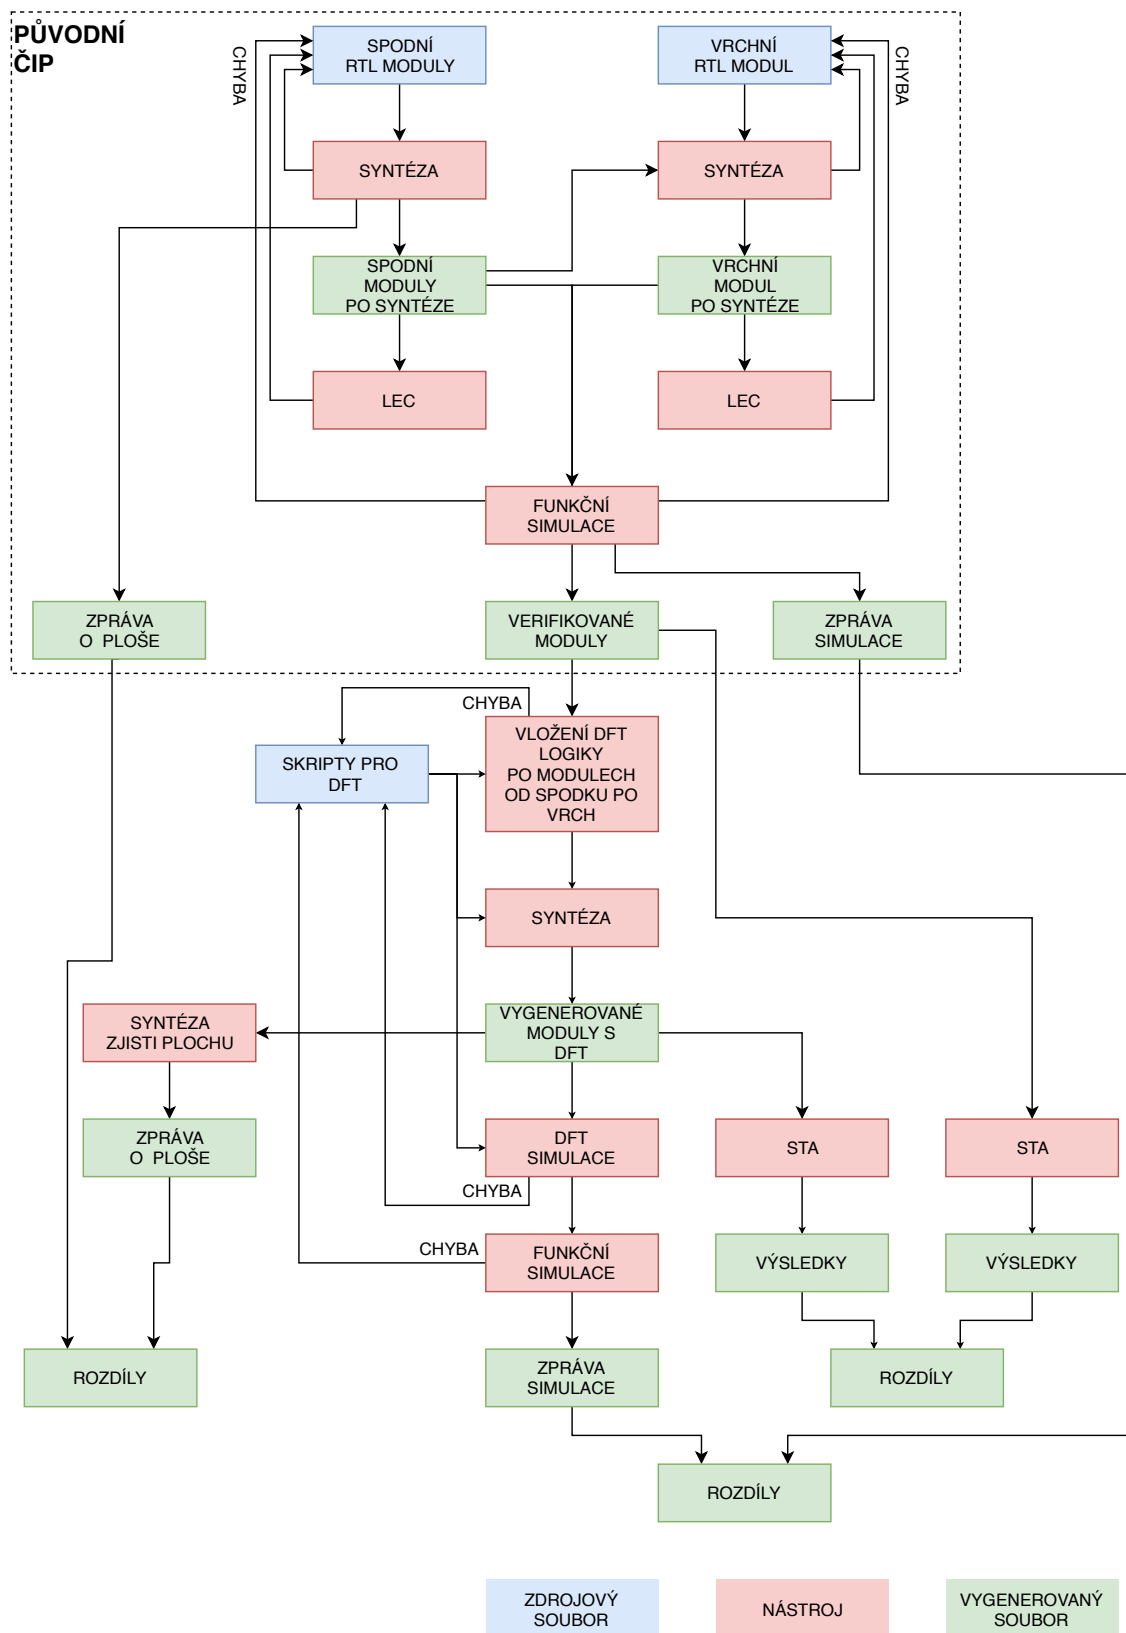 PŮVODNÍ
ČIP
CHYBA
SPODNÍ
RTL MODULY
VRCHNÍ
RTL MODUL
CHYBA
SYNTÉZA
SYNTÉZA
SPODNÍ
MODULY
PO SYNTÉZE
VRCHNÍ
MODUL
PO SYNTÉZE
LEC
LEC
FUNKČNÍ
SIMULACE
ZPRÁVA
O PLOŠE
VERIFIKOVANÉ
MODULY
ZPRÁVA
SIMULACE
CHYBA
SKRIPTY PRO
DFT
VLOŽENÍ DFT
LOGIKY
PO MODULECH
OD SPODKU PO
VRCH
SYNTÉZA
SYNTÉZA
ZJISTI PLOCHU
VYGENEROVANÉ
MODULY S
DFT
ZPRÁVA
O PLOŠE
DFT
SIMULACE
STA
STA
CHYBA
CHYBA
FUNKČNÍ
SIMULACE
VÝSLEDKY
VÝSLEDKY
ROZDÍLY
ZPRÁVA
SIMULACE
ROZDÍLY
ROZDÍLY
ZDROJOVÝ
SOUBOR
NÁSTROJ
VYGENEROVANÝ
SOUBOR